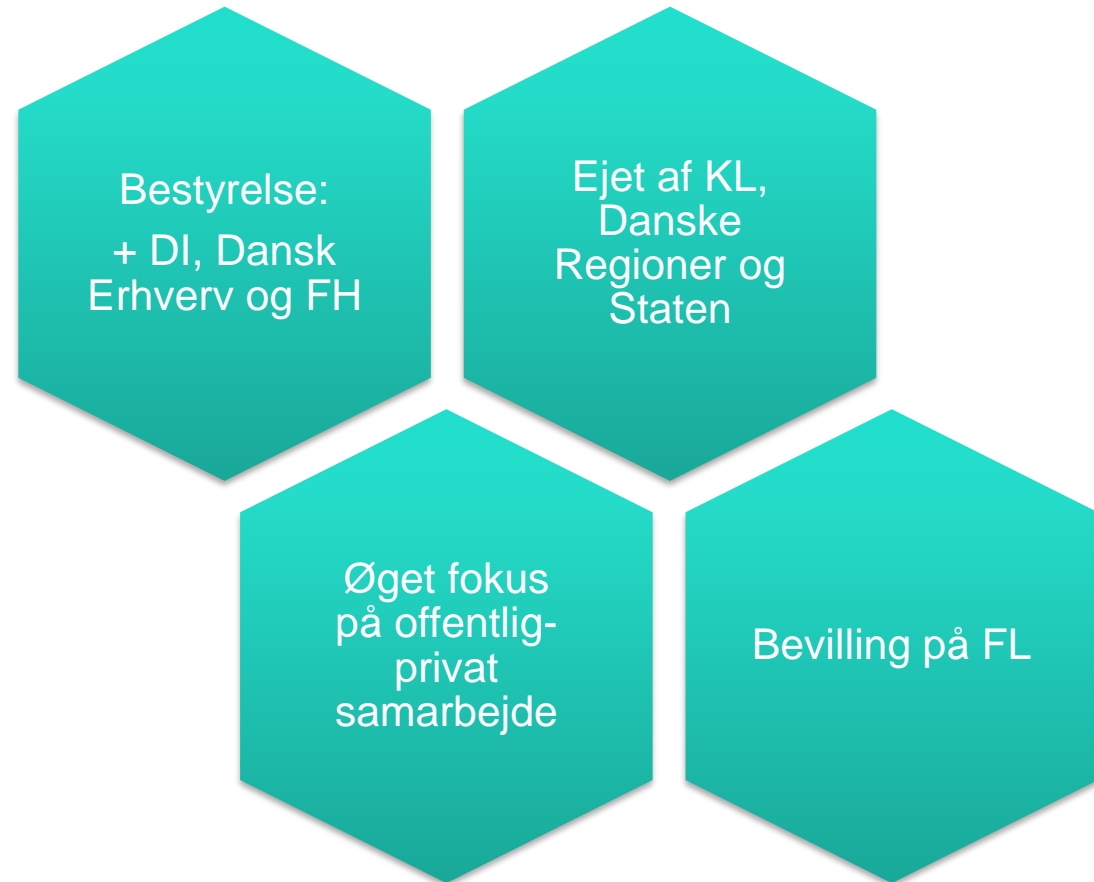 Bestyrelse:
+ DI, Dansk
Erhverv og FH
Ejet af KL,
Danske
Regioner og
Staten
Øget fokus
på offentlig-
privat
samarbejde
Bevilling på FL